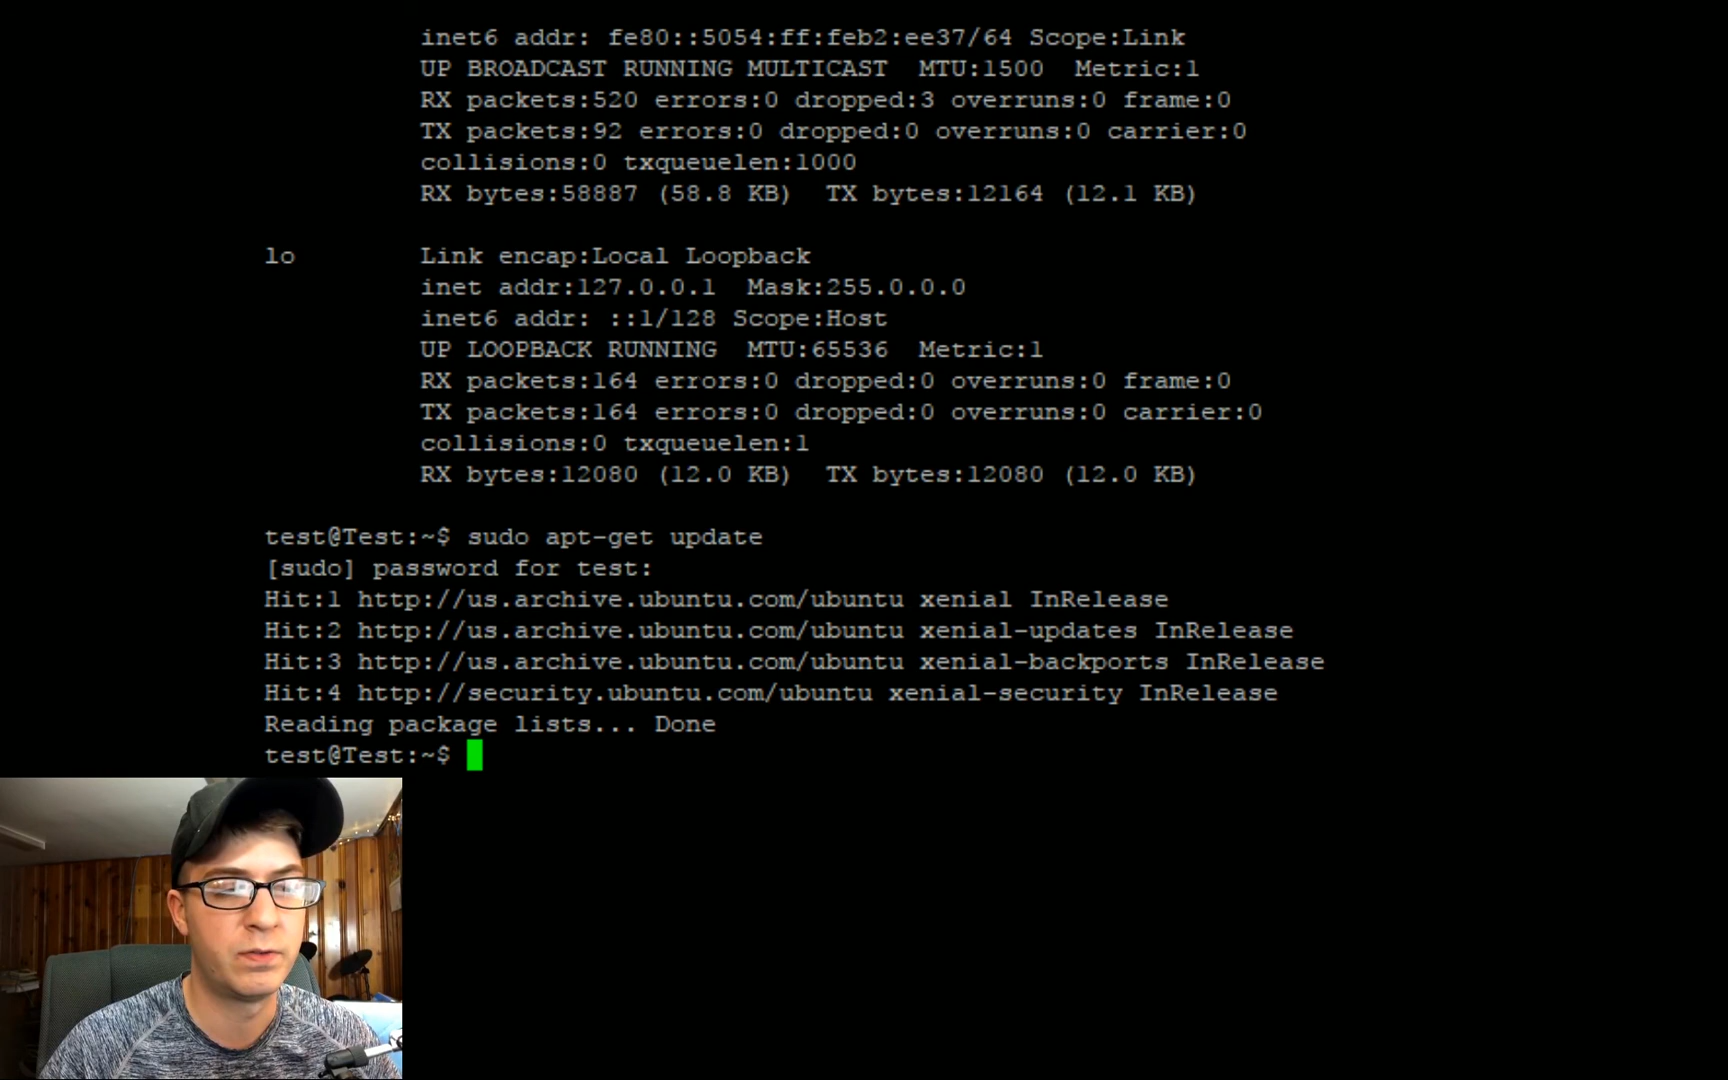 inet6 addr: fe80::5054:ff:feb2:ee37/64 Scope:Link
UP BROADCAST RUNNING MULTICAST  MTU:1500  Metric:1
RX packets:520 errors:0 dropped:3 overruns:0 frame:0
TX packets:92 errors:0 dropped:0 overruns:0 carrier:0
collisions:0 txqueuelen:1000
RX bytes:58887 (58.8 KB)  TX bytes:12164 (12.1 KB)
lo        Link encap:Local Loopback
inet addr:127.0.0.1  Mask:255.0.0.0
inet6 addr: ::1/128 Scope:Host
UP LOOPBACK RUNNING  MTU:65536  Metric:1
RX packets:164 errors:0 dropped:0 overruns:0 frame:0
TX packets:164 errors:0 dropped:0 overruns:0 carrier:0
collisions:0 txqueuelen:1
RX bytes:12080 (12.0 KB)  TX bytes:12080 (12.0 KB)
test@Test:~$ sudo apt-get update
[sudo] password for test:
Hit:1 http://us.archive.ubuntu.com/ubuntu xenial InRelease
Hit:2 http://us.archive.ubuntu.com/ubuntu xenial-updates InRelease
Hit:3 http://us.archive.ubuntu.com/ubuntu xenial-backports InRelease
Hit:4 http://security.ubuntu.com/ubuntu xenial-security InRelease
Reading package lists... Done
test@Test:~$